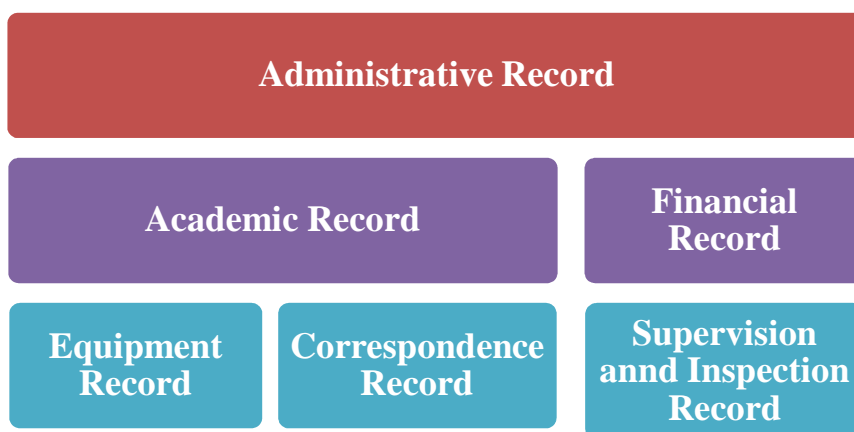 Administrative Record
Academic Record
Financial
Record
Equipment
Record
Correspondence
Record
Supervision
annd Inspection
Record